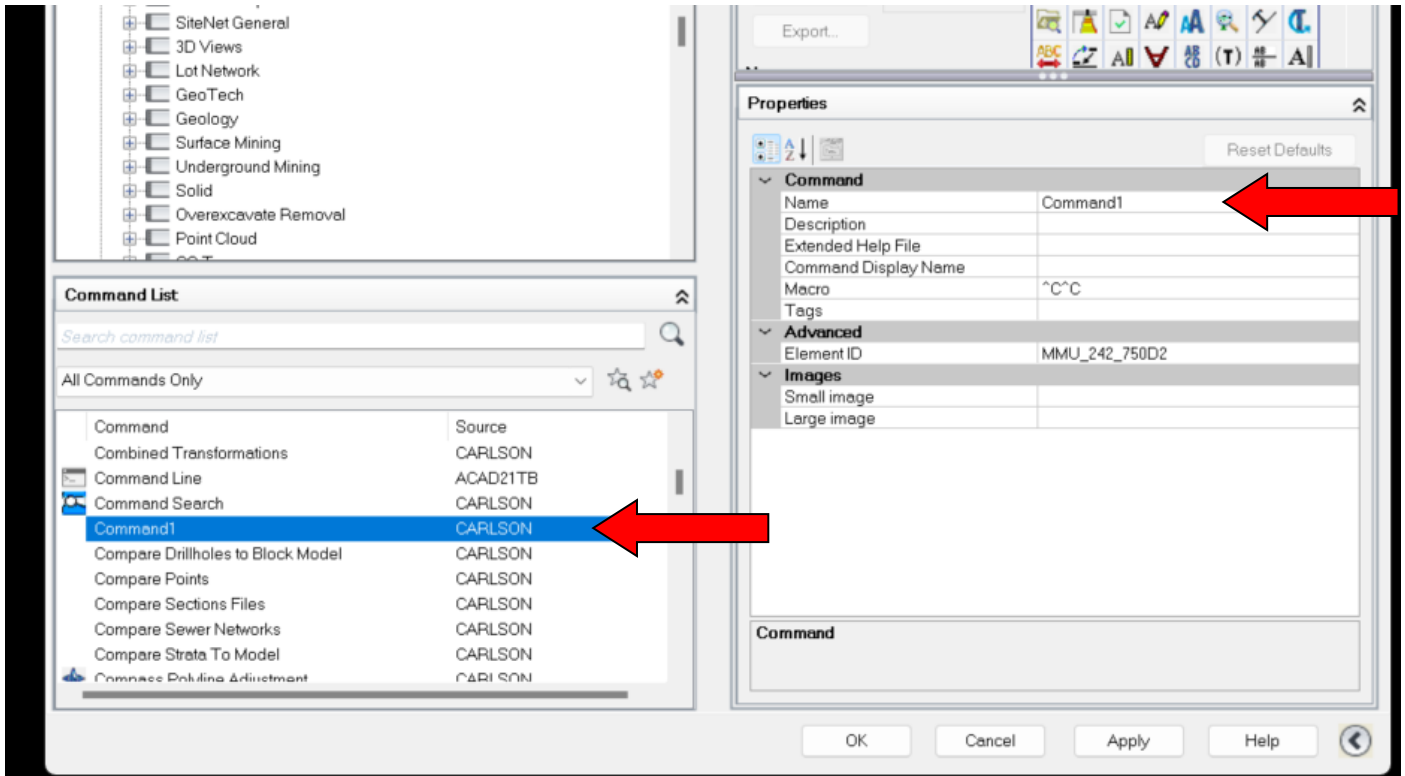 SiteNet General
3D Views
Lot Network
GeoTech
Geology
Surface Mining
Underground Mining
Solid
Overexcavate Removal
Point Cloud
Command List
Search command list
All Commands Only
Command Source
Combined Transformations CARLSON
Command Line ACAD21TB
Command Search CARLSON
Command1 CARLSON
Compare Drillholes to Block Model CARLSON
Compare Points CARLSON
Compare Sections Files CARLSON
Compare Sewer Networks CARLSON
Compare Strata To Model CARLSON
Compass Polyline Adjustment CARLSON
Export...
Properties
Reset Defaults
Command
Name Command1
Description
Extended Help File
Command Display Name
Macro ^C^C
Tags
Advanced
Element ID MMU_242_750D2
Images
Small image
Large image
Command
OK Cancel Apply Help